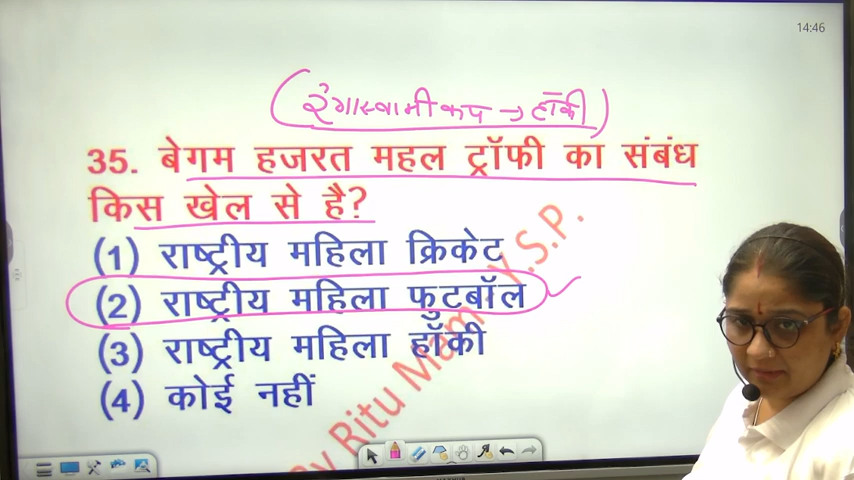 14:46
(रंगास्वामी कप → हॉकी)
35. बेगम हजरत महल ट्रॉफी का संबंध
किस खेल से है?
(1) राष्ट्रीय महिला क्रिकेट
(2) राष्ट्रीय महिला फुटबॉल
(3) राष्ट्रीय महिला हॉकी
(4) कोई नहीं
By Ritu Mam Y.S.P.